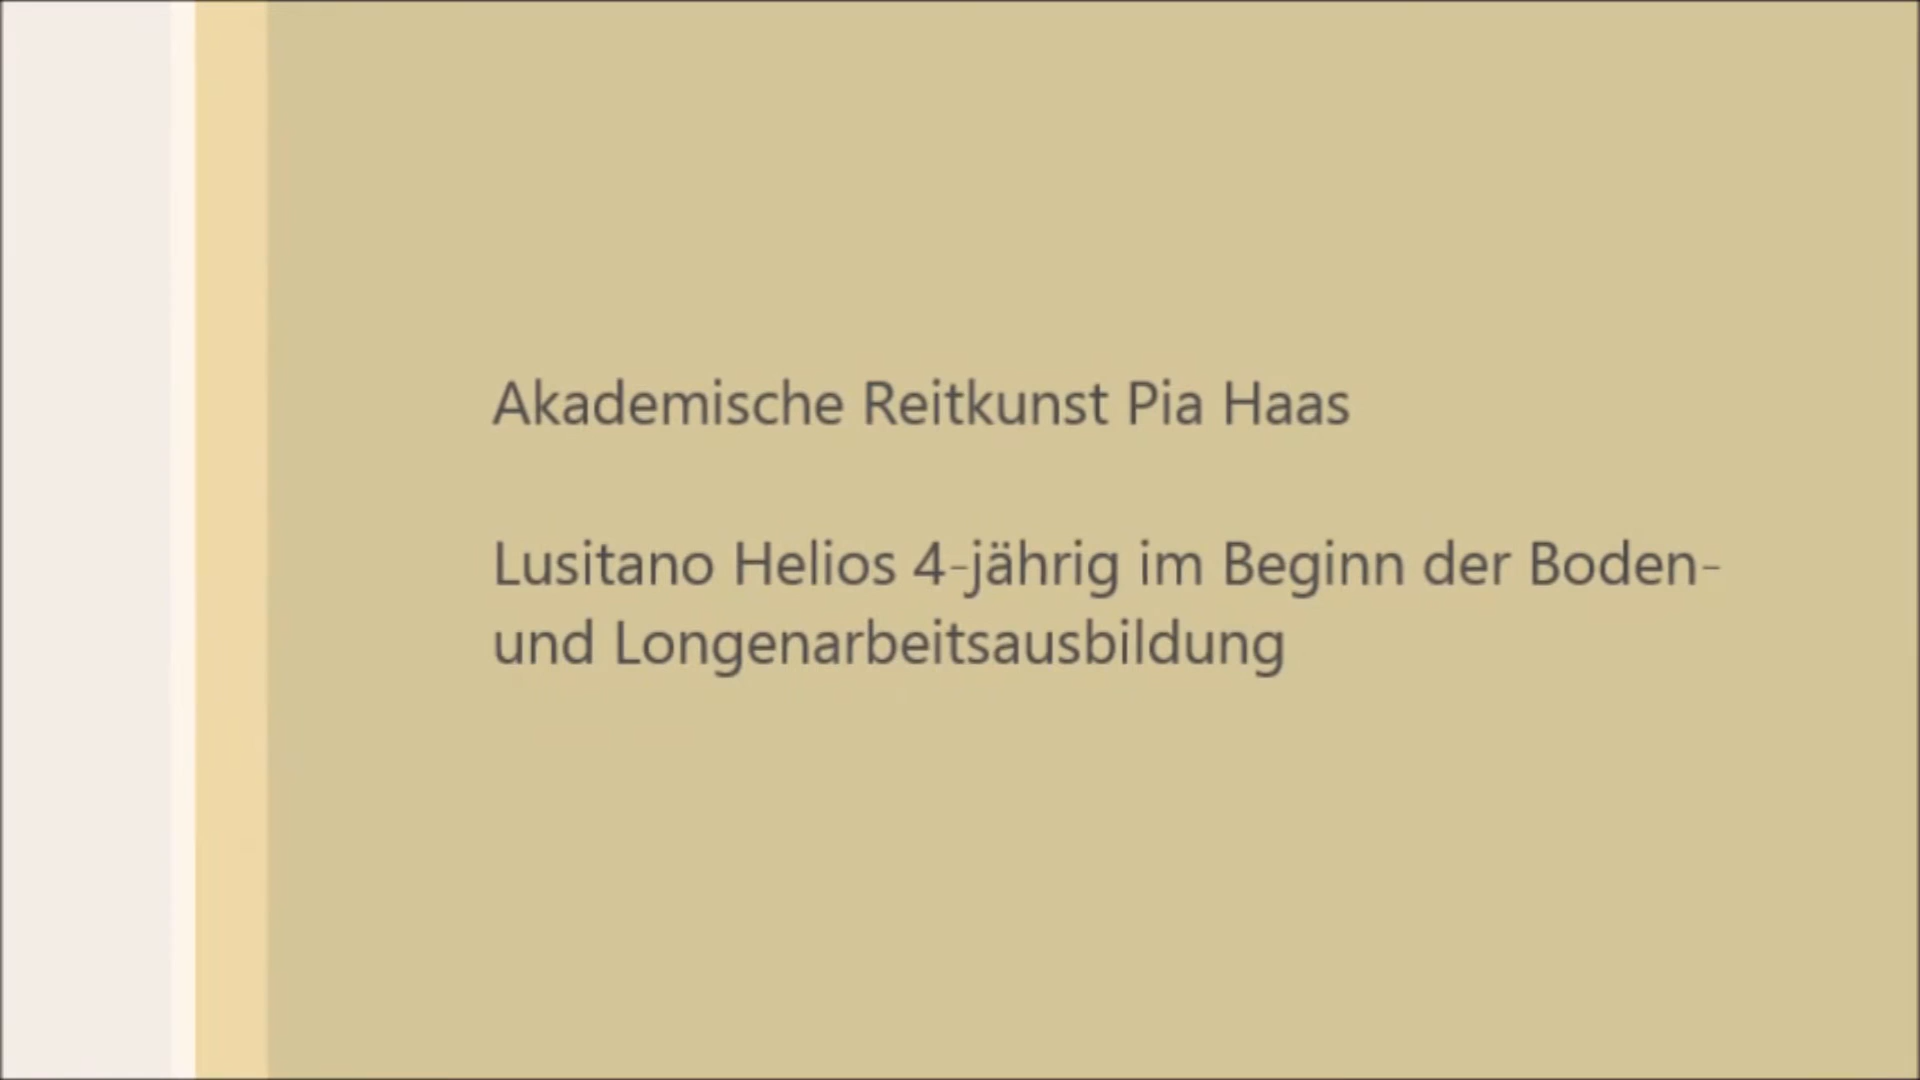 Akademische Reitkunst Pia Haas
Lusitano Helios 4-jährig im Beginn der Boden-
und Longenarbeitsausbildung